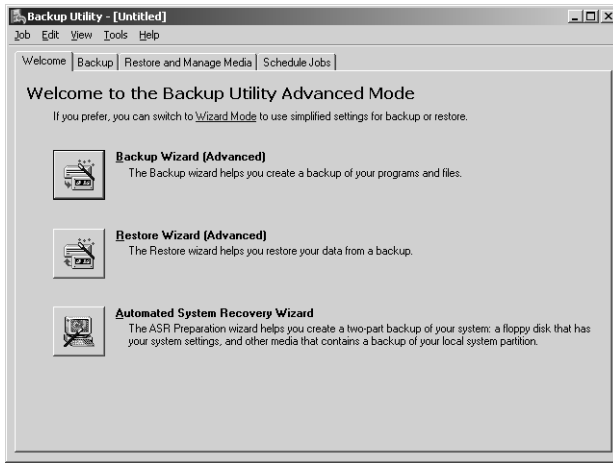 Backup Utility - [Untitled]
Job Edit View Tools Help
Welcome Backup Restore and Manage Media Schedule Jobs
Welcome to the Backup Utility Advanced Mode
If you prefer, you can switch to Wizard Mode to use simplified settings for backup or restore.
Backup Wizard (Advanced)
The Backup wizard helps you create a backup of your programs and files.
Restore Wizard (Advanced)
The Restore wizard helps you restore your data from a backup.
Automated System Recovery Wizard
The ASR Preparation wizard helps you create a two-part backup of your system: a floppy disk that has
your system settings, and other media that contains a backup of your local system partition.